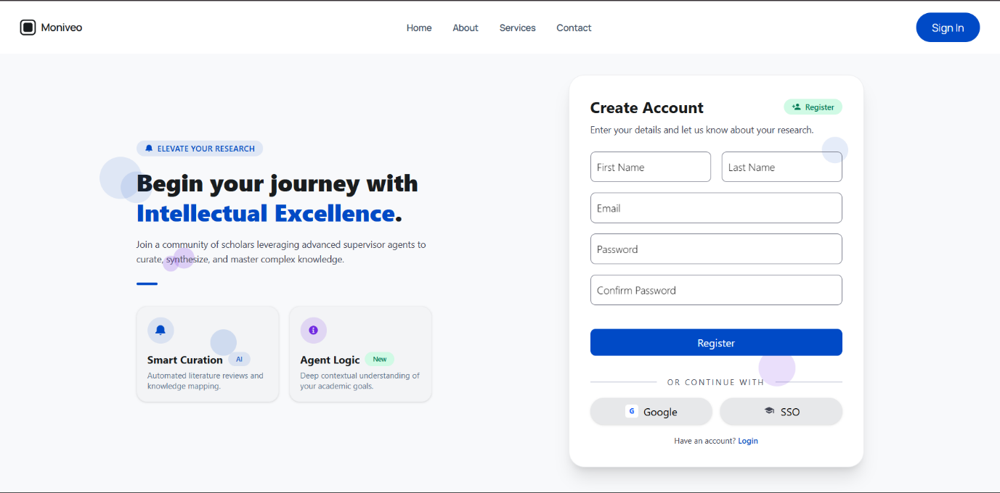 Moniveo
Home
About
Services
Contact
Sign In
ELEVATE YOUR RESEARCH
Begin your journey with
Intellectual Excellence.
Join a community of scholars leveraging advanced supervisor agents to
curate, synthesize, and master complex knowledge.
Smart Curation AI
Automated literature reviews and
knowledge mapping.
Agent Logic New
Deep contextual understanding of
your academic goals.
Create Account
Register
Enter your details and let us know about your research.
First Name
Last Name
Email
Password
Confirm Password
Register
OR CONTINUE WITH
G Google
SSO
Have an account? Login